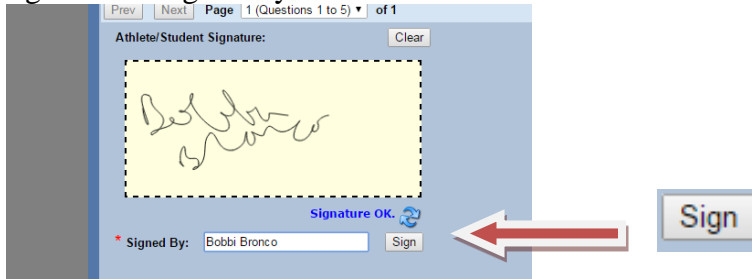 Prev Next Page 1 (Questions 1 to 5) of 1
Athlete/Student Signature: Clear
Bronco
Signature OK.
* Signed By: Bobbi Bronco Sign
Sign